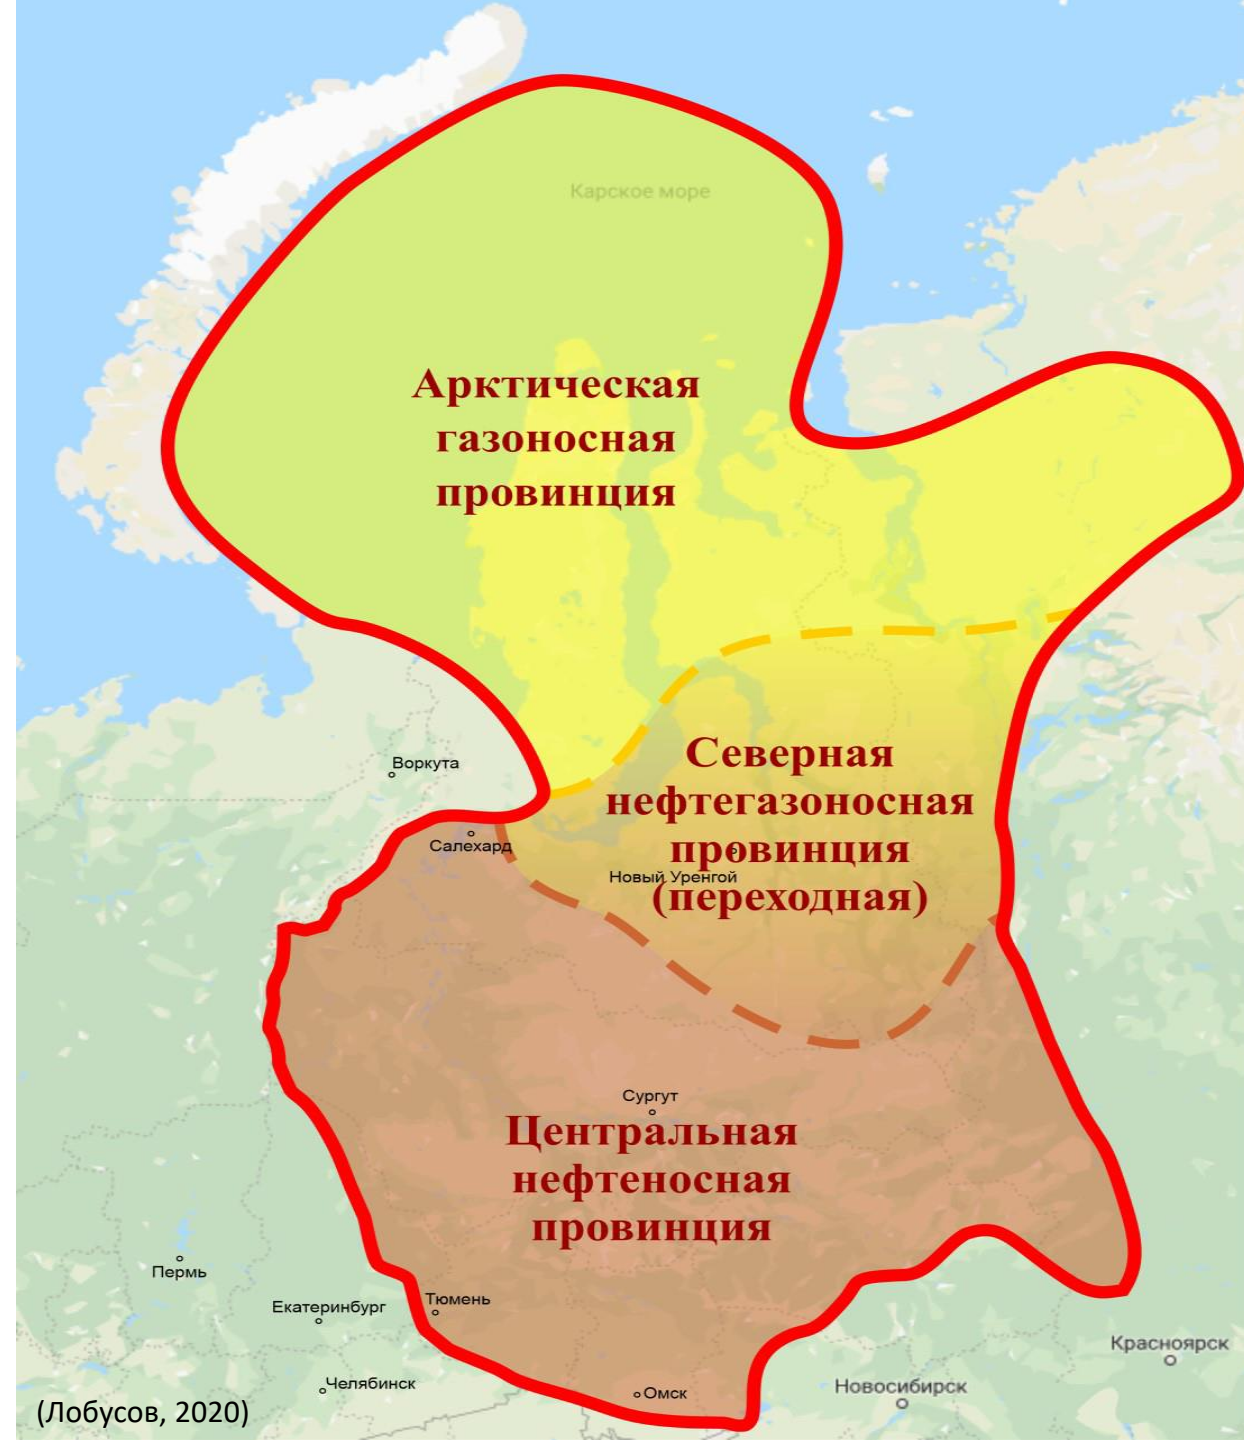 Карское море
Арктическая
газоносная
провинция
Северная
нефтегазоносная
провинция
(переходная)
Воркута
Салехард
Новый Уренгой
Сургут
Центральная
нефтеносная
провинция
Пермь
Екатеринбург
Тюмень
Челябинск
Омск
Новосибирск
Красноярск
(Лобусов, 2020)